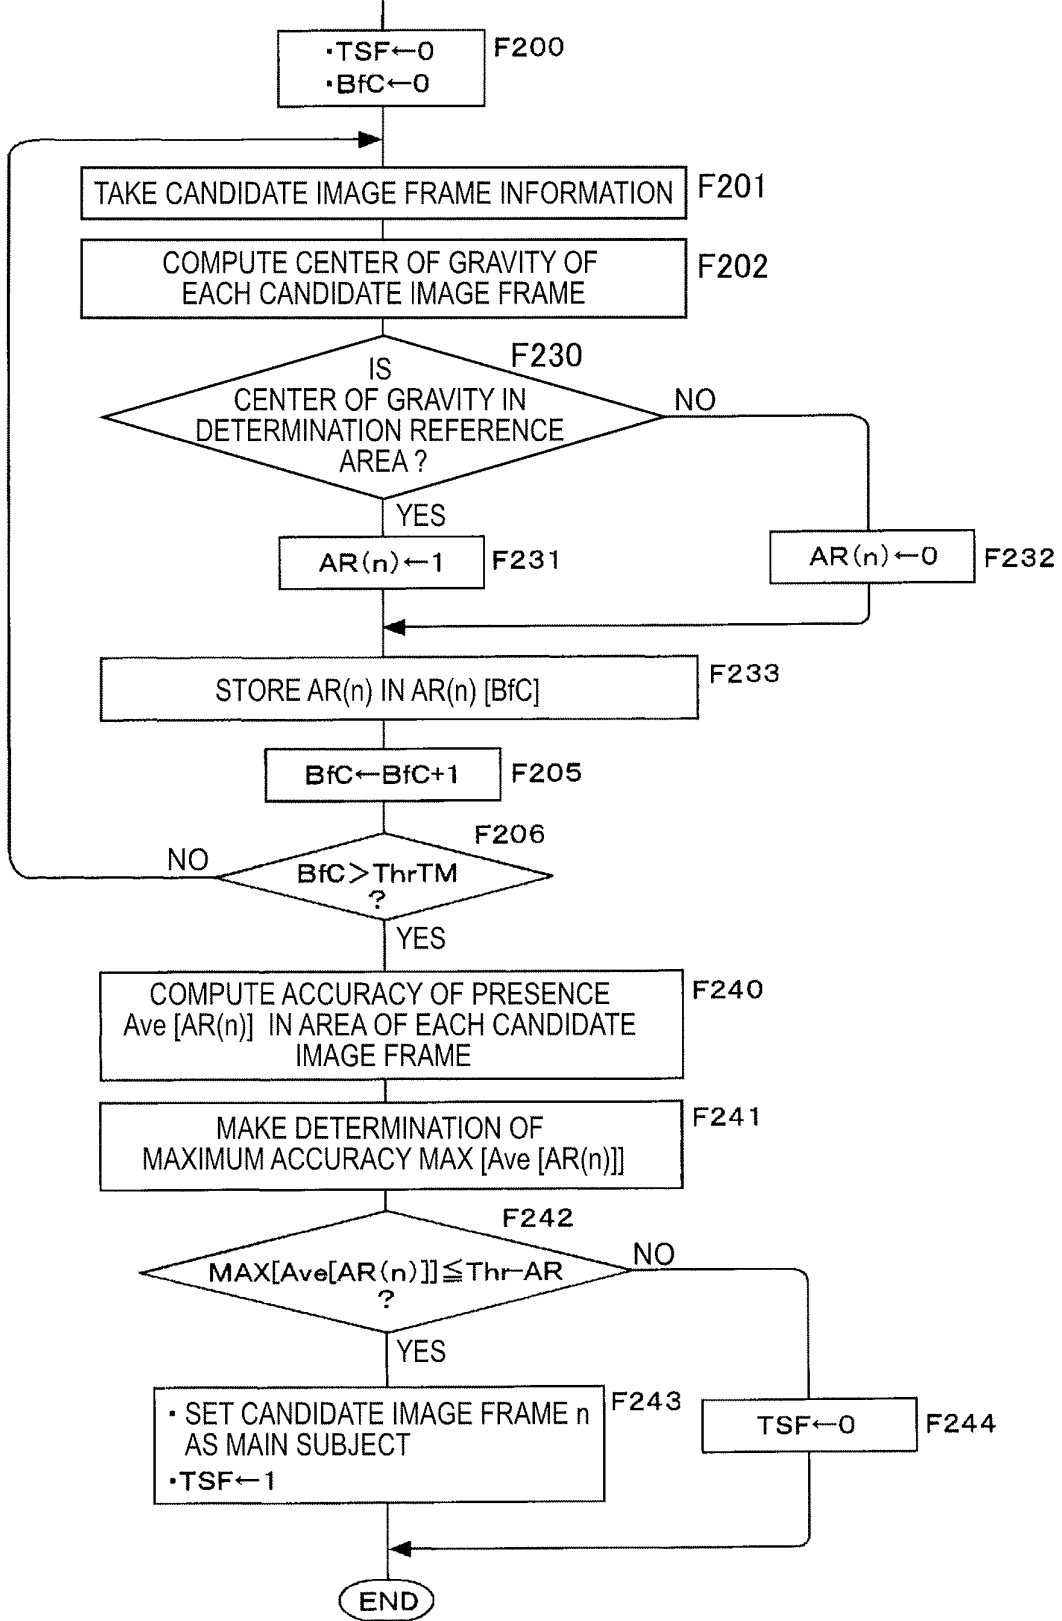 ·TSF←0
·BfC←0
F200
TAKE CANDIDATE IMAGE FRAME INFORMATION
F201
COMPUTE CENTER OF GRAVITY OF
EACH CANDIDATE IMAGE FRAME
F202
F230
IS
CENTER OF GRAVITY IN
DETERMINATION REFERENCE
AREA ?
NO
YES
AR(n)←1
F231
AR(n)←0
F232
STORE AR(n) IN AR(n) [BfC]
F233
BfC←BfC+1
F205
F206
NO
BfC>ThrTM
?
YES
COMPUTE ACCURACY OF PRESENCE
Ave [AR(n)] IN AREA OF EACH CANDIDATE
IMAGE FRAME
F240
MAKE DETERMINATION OF
MAXIMUM ACCURACY MAX [Ave [AR(n)]]
F241
F242
MAX[Ave[AR(n)]]≦Thr-AR
?
NO
YES
· SET CANDIDATE IMAGE FRAME n
AS MAIN SUBJECT
·TSF←1
F243
TSF←0
F244
END